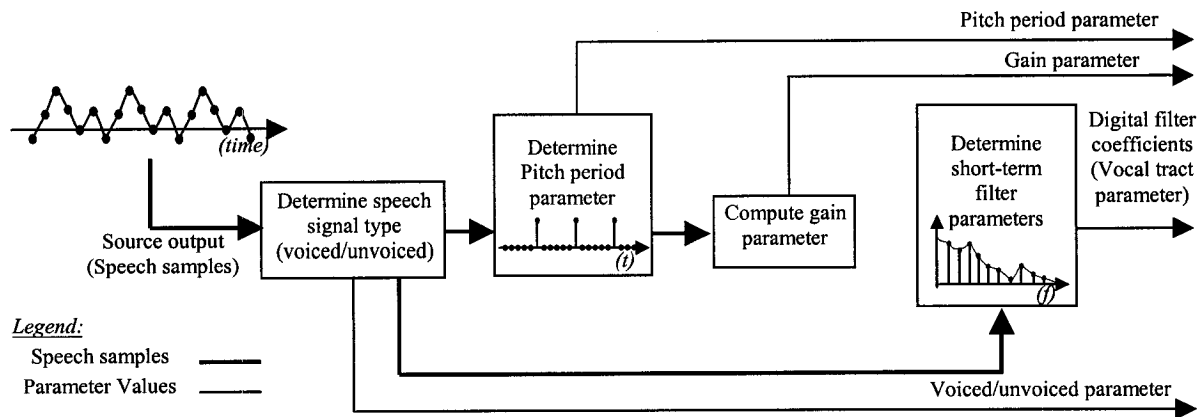 Pitch period parameter
Gain parameter
(time)
Determine
Pitch period
parameter
(t)
Determine
short-term
filter
parameters
(f)
Digital filter
coefficients
(Vocal tract
parameter)
Determine speech
signal type
(voiced/unvoiced)
Compute gain
parameter
Source output
(Speech samples)
Legend:
Speech samples
Parameter Values
Voiced/unvoiced parameter